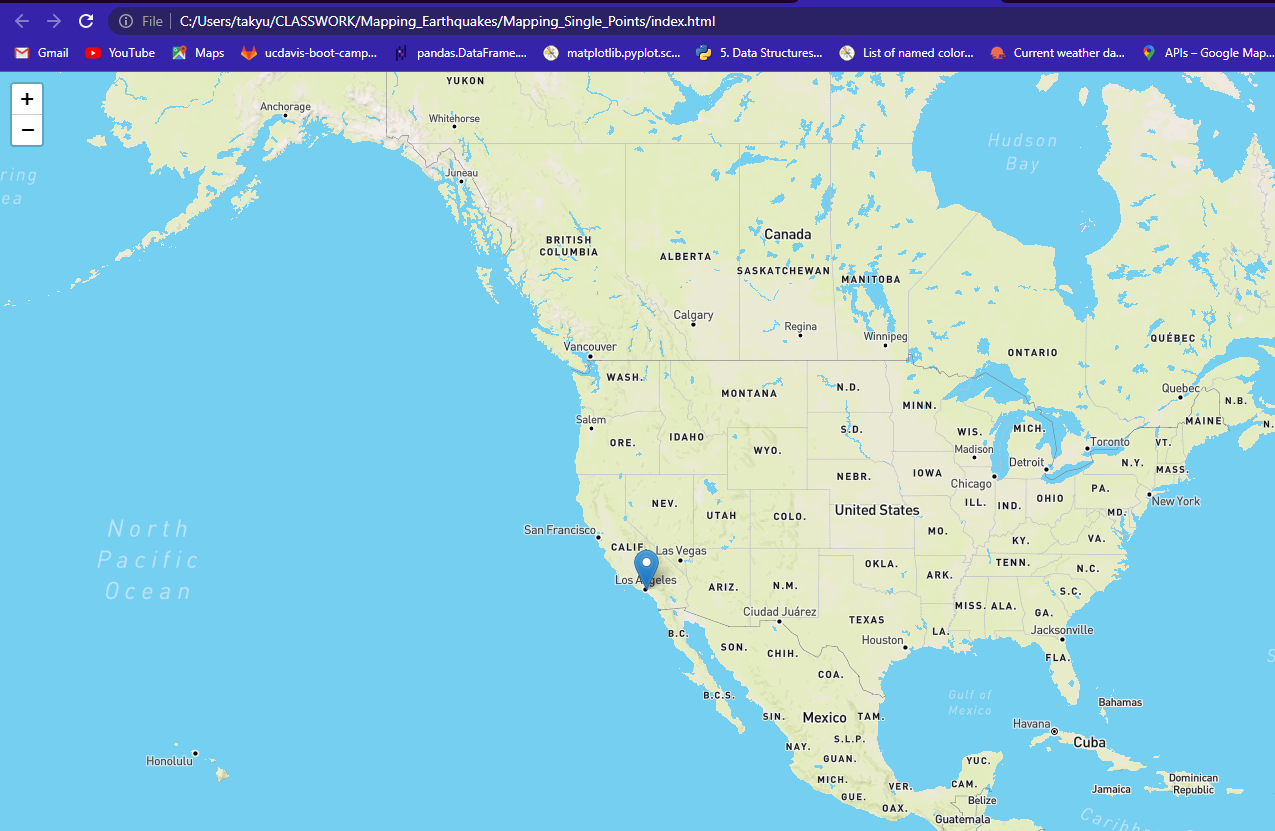 File
C:/Users/takyu/CLASSWORK/Mapping_Earthquakes/Mapping_Single_Points/index.html
Gmail
YouTube
Maps
ucdavis-boot-camp...
pandas.DataFrame....
matplotlib.pyplot.sc...
5. Data Structures...
List of named color...
Current weather da...
APIs – Google Map...
+
−
YUKON
Anchorage
Whitehorse
Hudson
Bay
Juneau
ring
ea
Canada
BRITISH
COLUMBIA
ALBERTA
SASKATCHEWAN
MANITOBA
Calgary
Regina
Winnipeg
Vancouver
ONTARIO
QUÉBEC
WASH.
MONTANA
N.D.
MINN.
Quebec
N.B.
Salem
ORE.
IDAHO
WYO.
S.D.
WIS.
MICH.
MAINE
N.
Madison
Toronto
VT.
Detroit
N.Y.
MASS.
NEBR.
IOWA
Chicago
PA.
NEV.
UTAH
COLO.
United States
ILL.
IND.
OHIO
New York
MD.
North
Pacific
Ocean
San Francisco
MO.
KY.
VA.
CALIF.
Las Vegas
OKLA.
TENN.
N.C.
Los Angeles
ARIZ.
N.M.
ARK.
S.C.
MISS.
ALA.
GA.
Ciudad Juárez
TEXAS
B.C.
SON.
CHIH.
Houston
LA.
Jacksonville
FLA.
COA.
B.C.S.
Gulf of
Mexico
Bahamas
SIN.
Mexico
TAM.
Havana
Cuba
NAY.
S.L.P.
GUAN.
YUC.
Honolulu
MICH.
VER.
CAM.
Jamaica
Dominican
Republic
GUE.
OAX.
Belize
Guatemala
Caribb